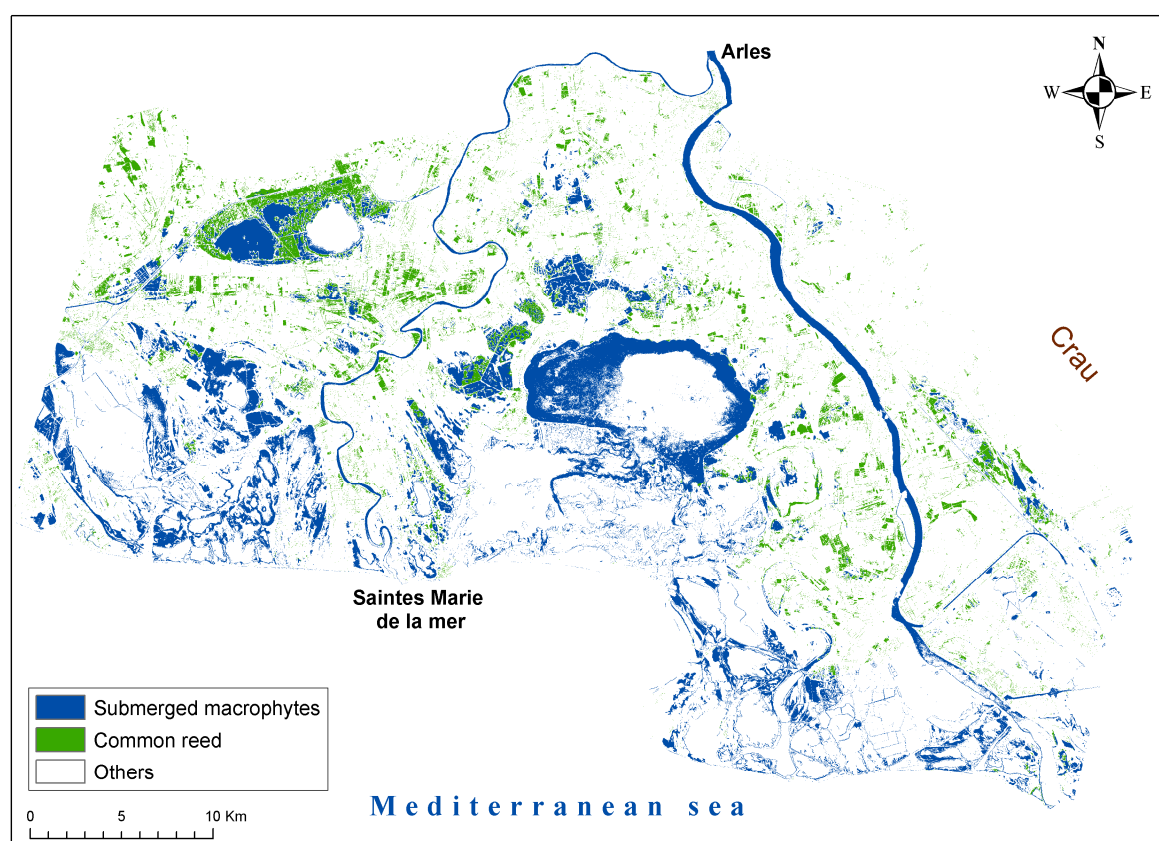 Arles
N
W
E
S
Crau
Saintes Marie
de la mer
Submerged macrophytes
Common reed
Others
Mediterranean sea
0
5
10 Km